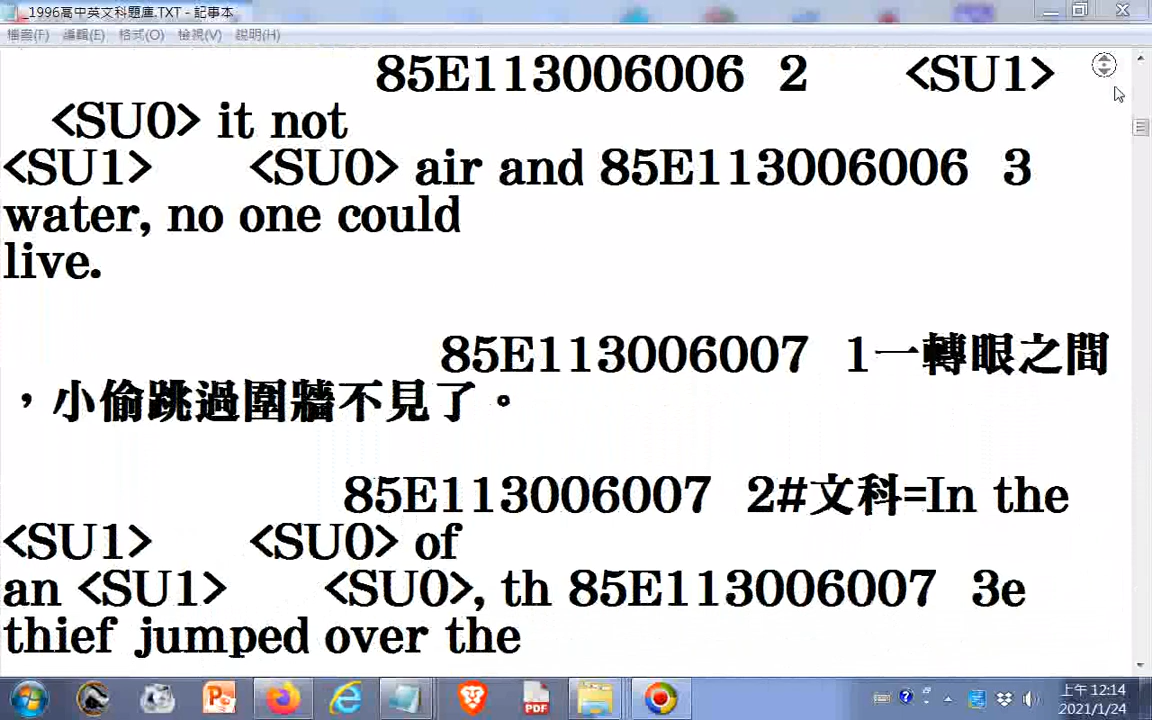 _1996高中英文科題庫.TXT - 記事本
檔案(F) 編輯(E) 格式(O) 檢視(V) 說明(H)
85E113006006 2 <SU1>
<SU0> it not
<SU1> <SU0> air and 85E113006006 3
water, no one could
live.
85E113006007 1一轉眼之間
，小偷跳過圍牆不見了。
85E113006007 2#文科=In the
<SU1> <SU0> of
an <SU1> <SU0>, th 85E113006007 3e
thief jumped over the
PDF
上午 12:14
2021/1/24